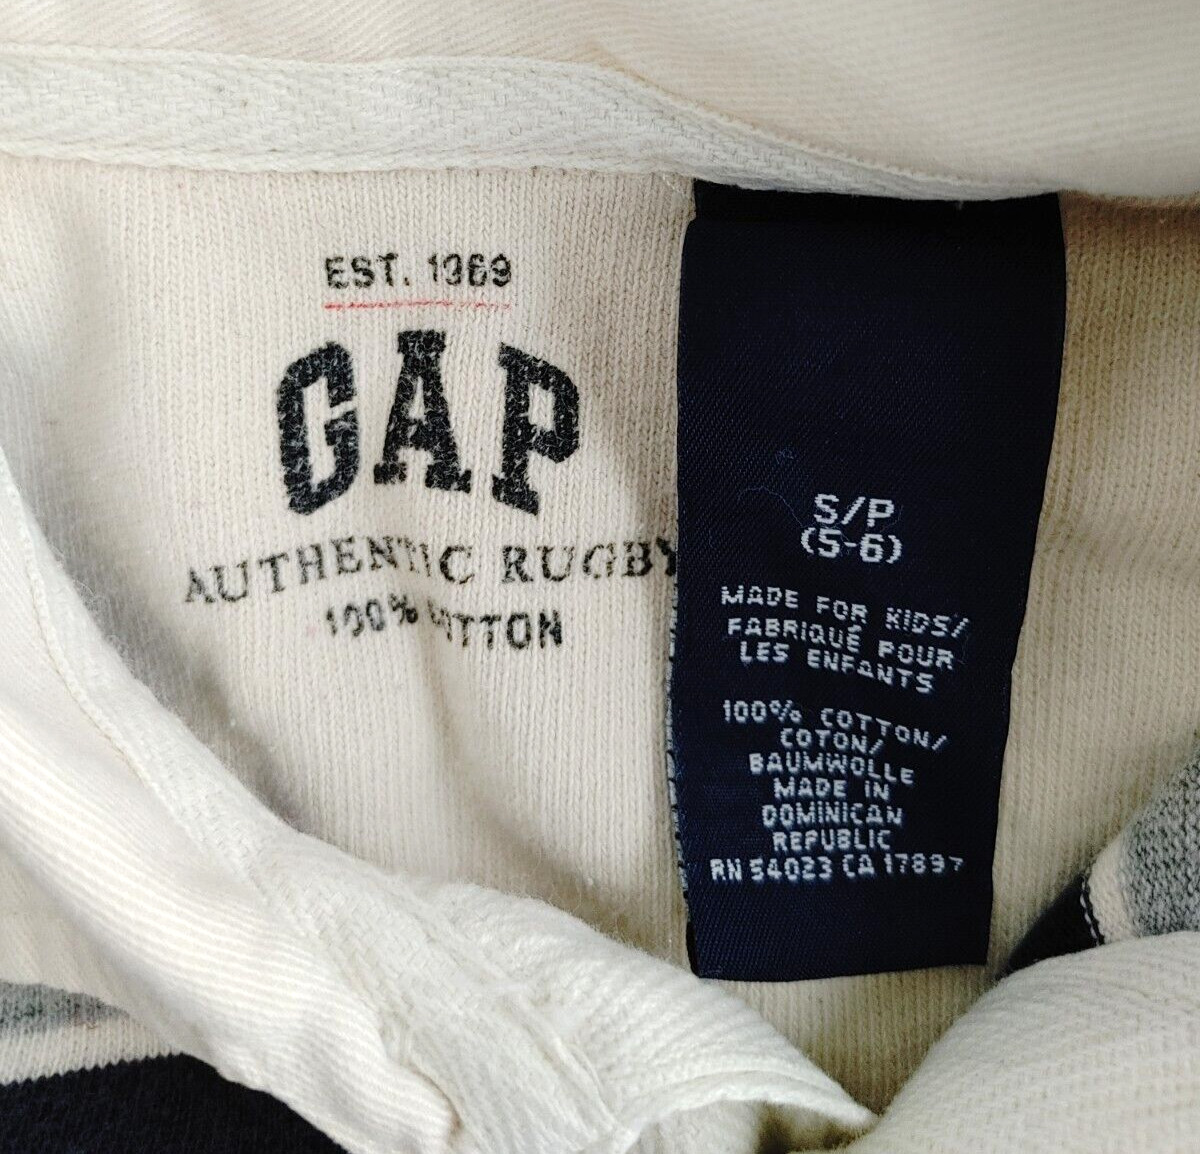 EST. 1969
GAP
AUTHENTIC RUGBY
100% COTTON
S/P
(5-6)
MADE FOR KIDS/
FABRIQUÉ POUR
LES ENFANTS
100% COTTON/
COTON/
BAUMWOLLE
MADE IN
DOMINICAN
REPUBLIC
RN 54023 CA 17897